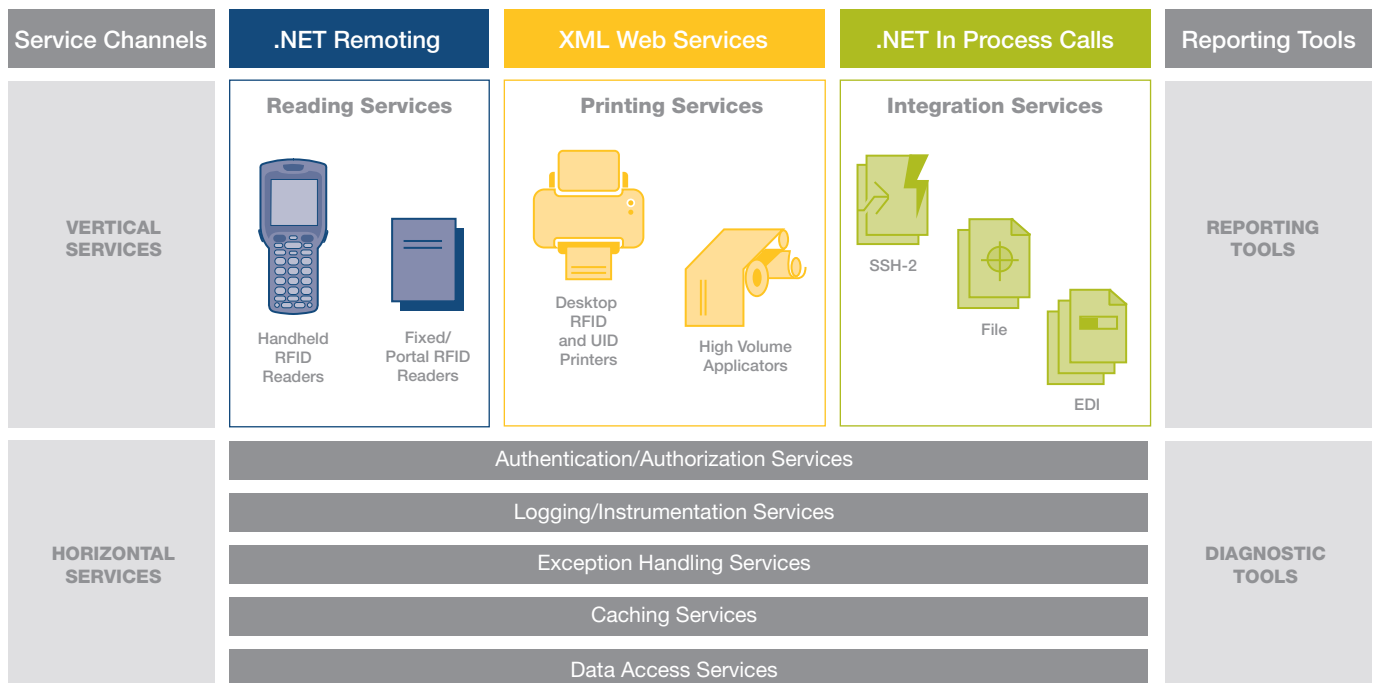 Service Channels
.NET Remoting
XML Web Services
.NET In Process Calls
Reporting Tools
VERTICAL
SERVICES
Reading Services
Handheld
RFID
Readers
Fixed/
Portal RFID
Readers
Printing Services
Desktop
RFID
and UID
Printers
High Volume
Applicators
Integration Services
SSH-2
File
EDI
REPORTING
TOOLS
HORIZONTAL
SERVICES
Authentication/Authorization Services
Logging/Instrumentation Services
Exception Handling Services
Caching Services
Data Access Services
DIAGNOSTIC
TOOLS